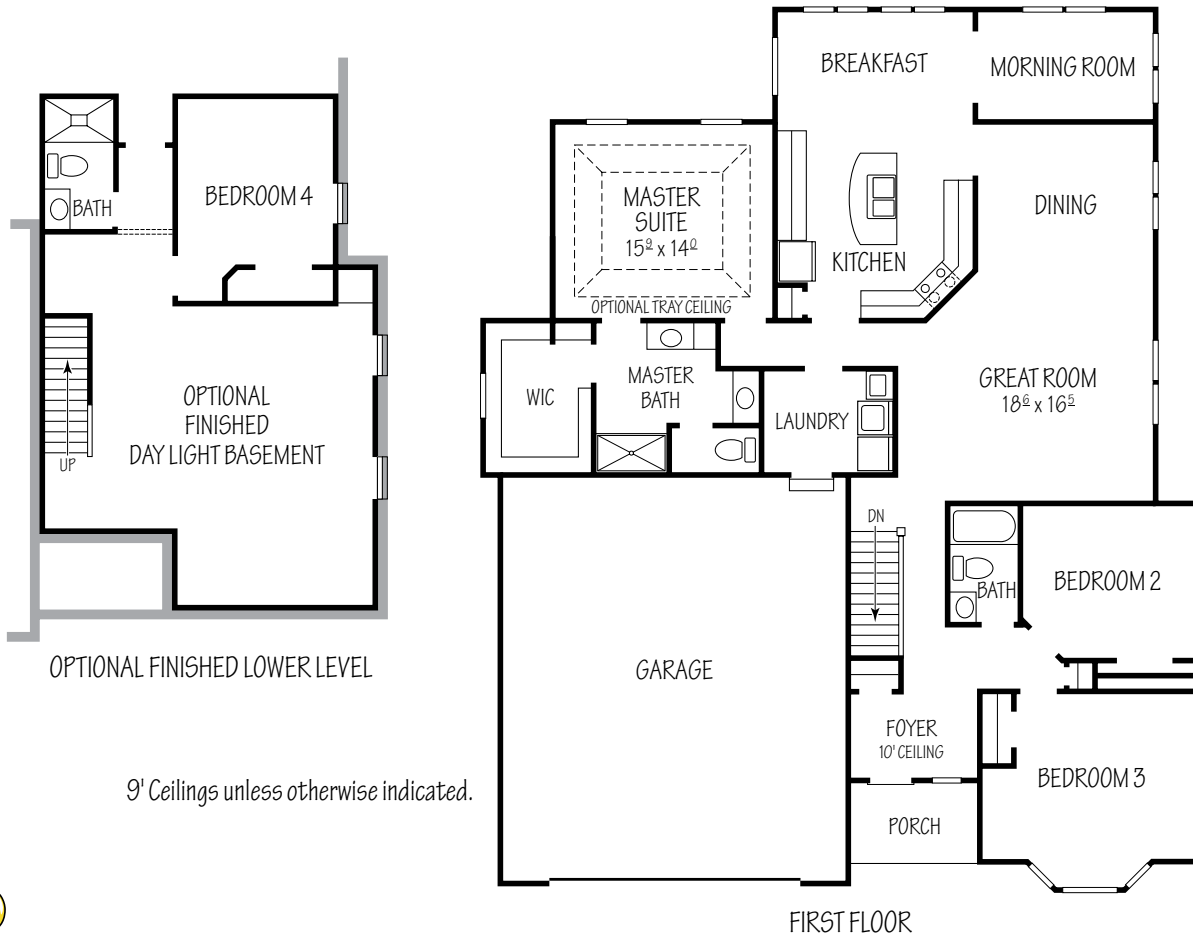 BREAKFAST
MORNING ROOM
BEDROOM 4
BATH
MASTER
SUITE
15⁹ x 14⁰
OPTIONAL TRAY CEILING
DINING
KITCHEN
GREAT ROOM
18⁶ x 16⁵
WIC
MASTER
BATH
LAUNDRY
OPTIONAL
FINISHED
DAY LIGHT BASEMENT
UP
DN
BATH
BEDROOM 2
OPTIONAL FINISHED LOWER LEVEL
GARAGE
FOYER
10' CEILING
BEDROOM 3
9' Ceilings unless otherwise indicated.
PORCH
FIRST FLOOR